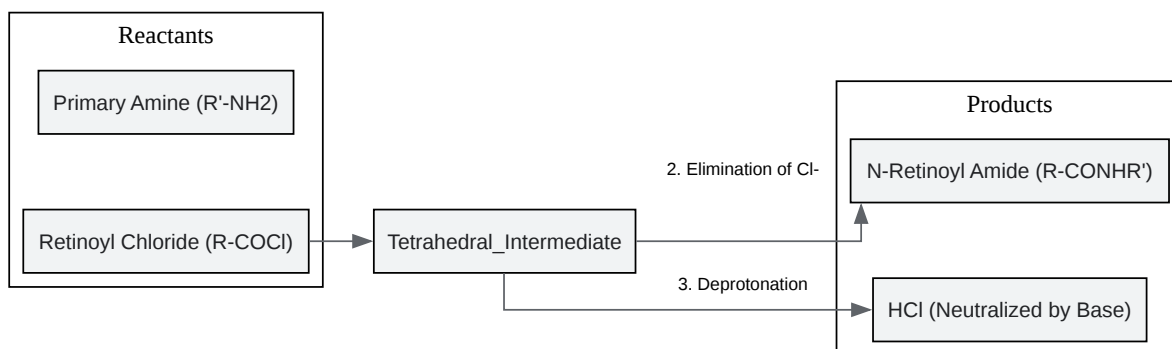 Reactants
Primary Amine (R'-NH2)
Retinoyl Chloride (R-COCl)
Tetrahedral_Intermediate
2. Elimination of Cl-
3. Deprotonation
Products
N-Retinoyl Amide (R-CONHR')
HCl (Neutralized by Base)